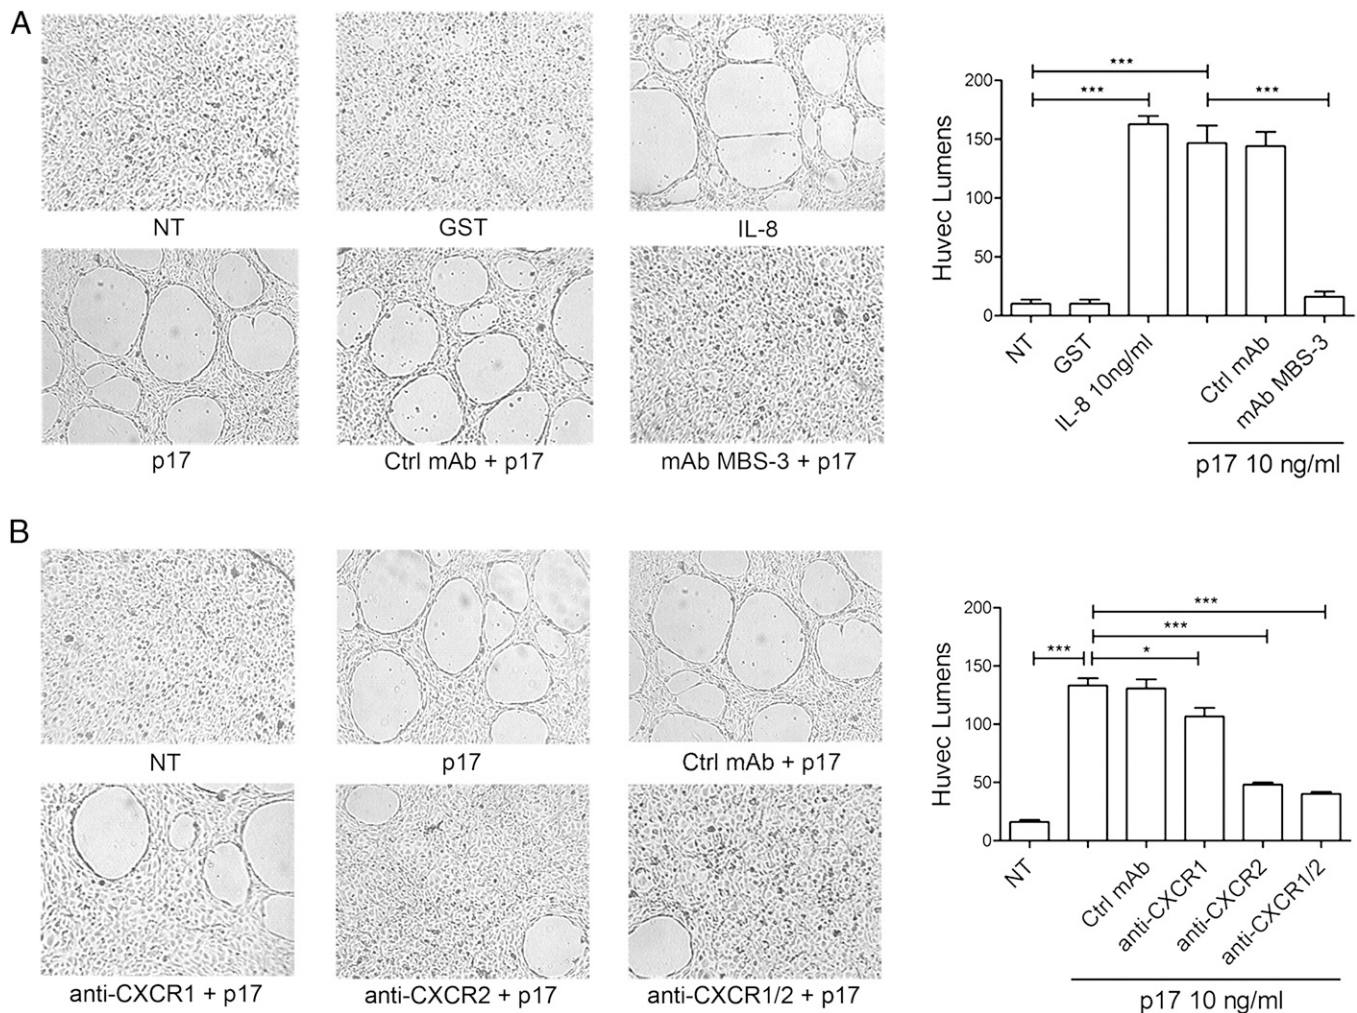 A
NT
GST
IL-8
p17
Ctrl mAb + p17
mAb MBS-3 + p17
Huvec Lumens
200
150
100
50
0
***
***
***
NT
GST
IL-8 10ng/ml
Ctrl mAb
mAb MBS-3
p17 10 ng/ml
B
NT
p17
Ctrl mAb + p17
anti-CXCR1 + p17
anti-CXCR2 + p17
anti-CXCR1/2 + p17
Huvec Lumens
200
150
100
50
0
***
***
***
*
NT
Ctrl mAb
anti-CXCR1
anti-CXCR2
anti-CXCR1/2
p17 10 ng/ml